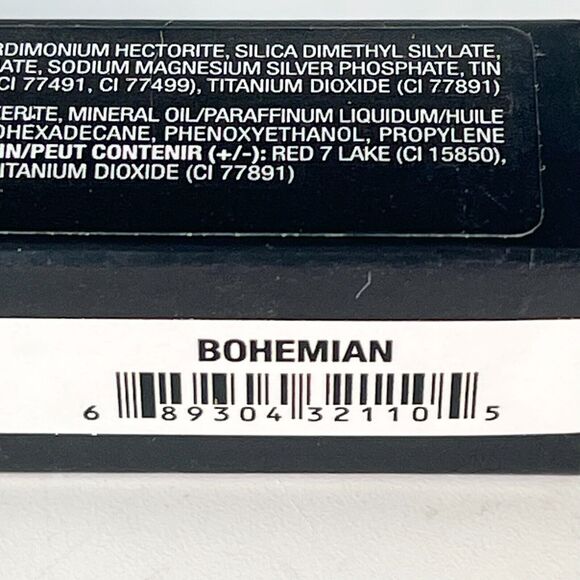 RDIMONIUM HECTORITE, SILICA DIMETHYL SILYLATE,
ATE, SODIUM MAGNESIUM SILVER PHOSPHATE, TIN
CI 77491, CI 77499), TITANIUM DIOXIDE (CI 77891)
ERITE, MINERAL OIL/PARAFFINUM LIQUIDUM/HUILE
OHEXADECANE, PHENOXYETHANOL, PROPYLENE
IN/PEUT CONTENIR (+/-): RED 7 LAKE (CI 15850),
ITANIUM DIOXIDE (CI 77891)
BOHEMIAN
6 89304 32110 5